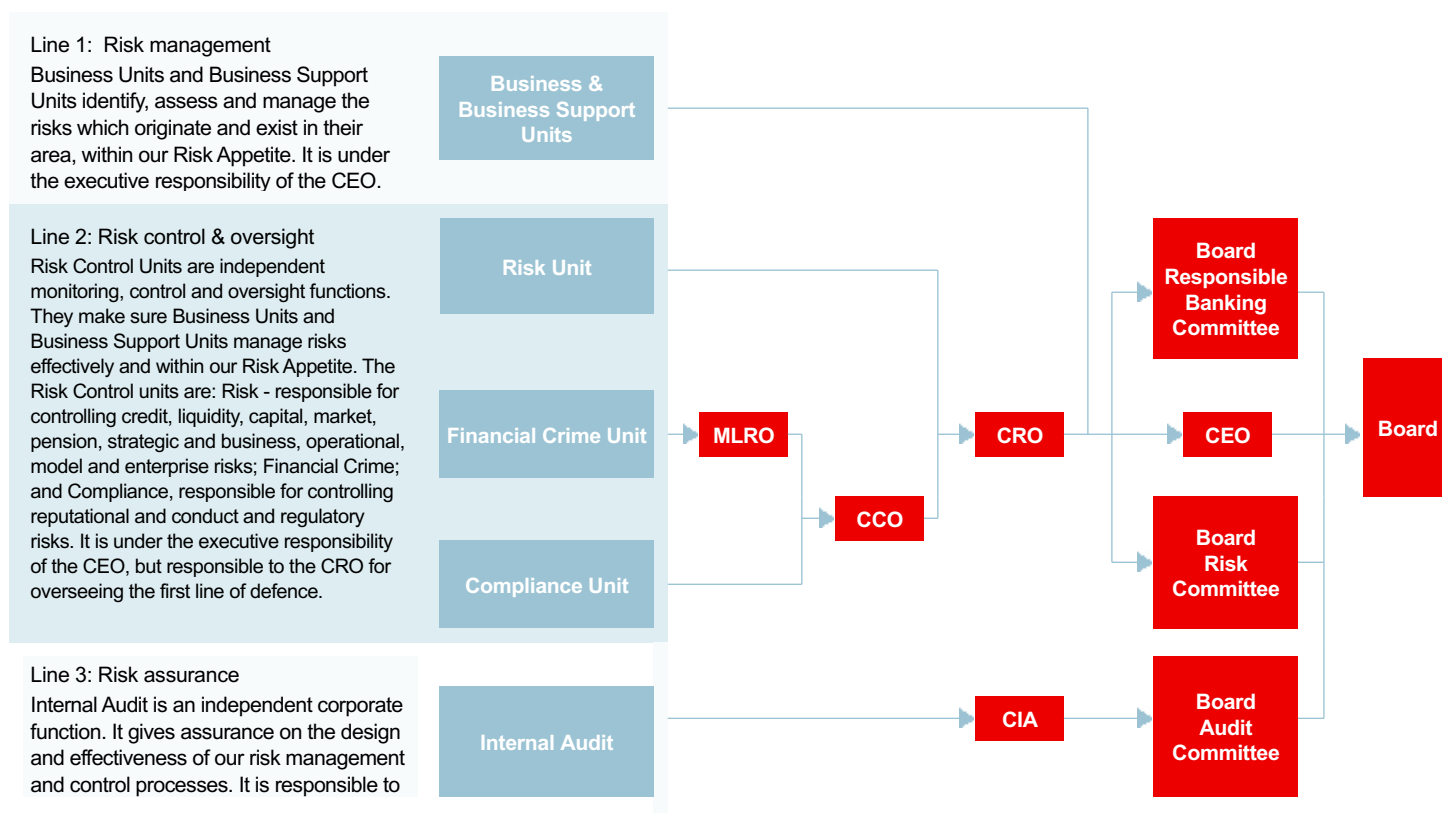 Line 1: Risk management
Business Units and Business Support
Units identify, assess and manage the
risks which originate and exist in their
area, within our Risk Appetite. It is under
the executive responsibility of the CEO.
Business &
Business Support
Units
Line 2: Risk control & oversight
Risk Control Units are independent
monitoring, control and oversight functions.
They make sure Business Units and
Business Support Units manage risks
effectively and within our Risk Appetite. The
Risk Control units are: Risk - responsible for
controlling credit, liquidity, capital, market,
pension, strategic and business, operational,
model and enterprise risks; Financial Crime;
and Compliance, responsible for controlling
reputational and conduct and regulatory
risks. It is under the executive responsibility
of the CEO, but responsible to the CRO for
overseeing the first line of defence.
Risk Unit
Financial Crime Unit
Compliance Unit
MLRO
CCO
CRO
Board
Responsible
Banking
Committee
CEO
Board
Risk
Committee
Board
Line 3: Risk assurance
Internal Audit is an independent corporate
function. It gives assurance on the design
and effectiveness of our risk management
and control processes. It is responsible to
Internal Audit
CIA
Board
Audit
Committee